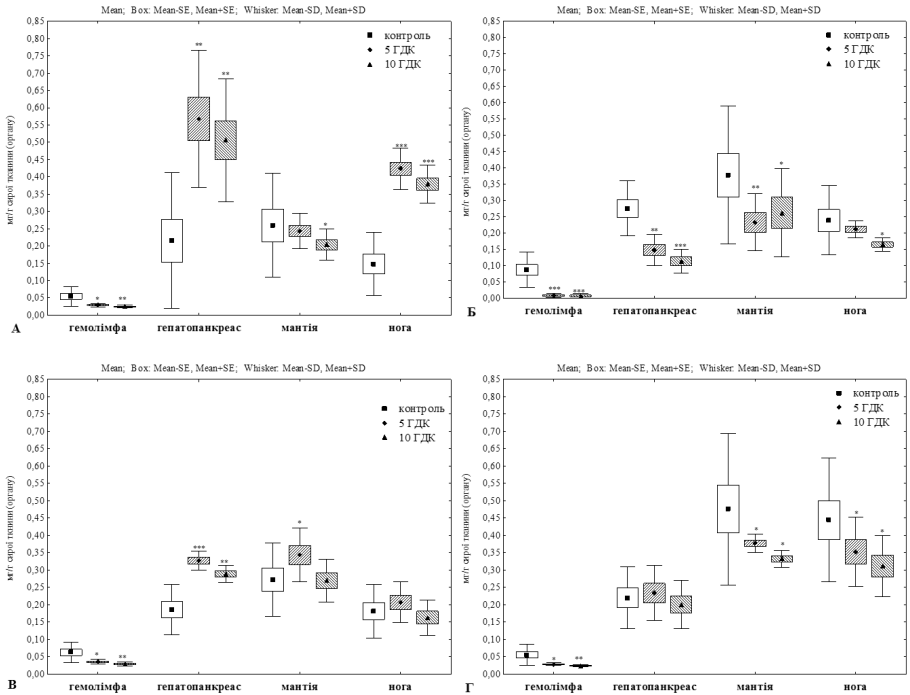 Mean; Box: Mean-SE, Mean+SE; Whisker: Mean-SD, Mean+SD
мг/г сирої тканини (органу)
0,85
0,80
0,75
0,70
0,65
0,60
0,55
0,50
0,45
0,40
0,35
0,30
0,25
0,20
0,15
0,10
0,05
0,00
контроль
5 ГДК
10 ГДК
* ** ** ** * *** ***
гемолімфа гепатопанкреас мантія нога
А
Mean; Box: Mean-SE, Mean+SE; Whisker: Mean-SD, Mean+SD
мг/г сирої тканини (органу)
0,85
0,80
0,75
0,70
0,65
0,60
0,55
0,50
0,45
0,40
0,35
0,30
0,25
0,20
0,15
0,10
0,05
0,00
контроль
5 ГДК
10 ГДК
*** *** ** *** ** * *
гемолімфа гепатопанкреас мантія нога
Б
Mean; Box: Mean-SE, Mean+SE; Whisker: Mean-SD, Mean+SD
мг/г сирої тканини (органу)
0,85
0,80
0,75
0,70
0,65
0,60
0,55
0,50
0,45
0,40
0,35
0,30
0,25
0,20
0,15
0,10
0,05
0,00
контроль
5 ГДК
10 ГДК
* ** *** ** *
гемолімфа гепатопанкреас мантія нога
В
Mean; Box: Mean-SE, Mean+SE; Whisker: Mean-SD, Mean+SD
мг/г сирої тканини (органу)
0,85
0,80
0,75
0,70
0,65
0,60
0,55
0,50
0,45
0,40
0,35
0,30
0,25
0,20
0,15
0,10
0,05
0,00
контроль
5 ГДК
10 ГДК
* ** * * * *
гемолімфа гепатопанкреас мантія нога
Г